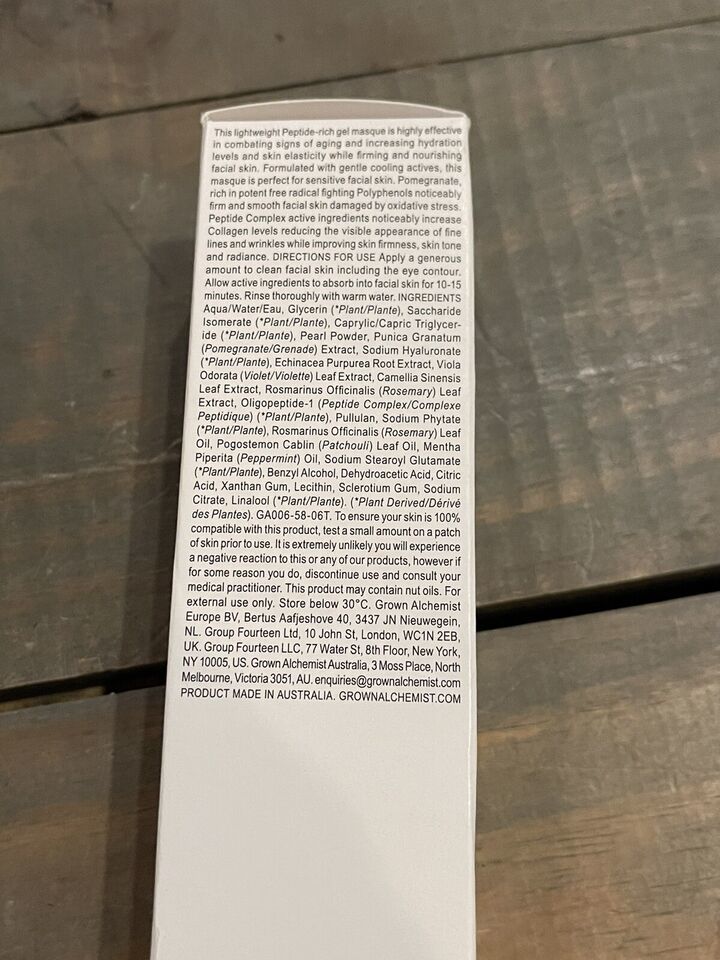 This lightweight Peptide-rich gel masque is highly effective
in combating signs of aging and increasing hydration
levels and skin elasticity while firming and nourishing
facial skin. Formulated with gentle cooling actives, this
masque is perfect for sensitive facial skin. Pomegranate,
rich in potent free radical fighting Polyphenols noticeably
firm and smooth facial skin damaged by oxidative stress.
Peptide Complex active ingredients noticeably increase
Collagen levels reducing the visible appearance of fine
lines and wrinkles while improving skin firmness, skin tone
and radiance. DIRECTIONS FOR USE Apply a generous
amount to clean facial skin including the eye contour.
Allow active ingredients to absorb into facial skin for 10-15
minutes. Rinse thoroughly with warm water. INGREDIENTS
Aqua/Water/Eau, Glycerin (*Plant/Plante), Saccharide
Isomerate (*Plant/Plante), Caprylic/Capric Triglycer-
ide (*Plant/Plante), Pearl Powder, Punica Granatum
(Pomegranate/Grenade) Extract, Sodium Hyaluronate
(*Plant/Plante), Echinacea Purpurea Root Extract, Viola
Odorata (Violet/Violette) Leaf Extract, Camellia Sinensis
Leaf Extract, Rosmarinus Officinalis (Rosemary) Leaf
Extract, Oligopeptide-1 (Peptide Complex/Complexe
Peptidique) (*Plant/Plante), Pullulan, Sodium Phytate
(*Plant/Plante), Rosmarinus Officinalis (Rosemary) Leaf
Oil, Pogostemon Cablin (Patchouli) Leaf Oil, Mentha
Piperita (Peppermint) Oil, Sodium Stearoyl Glutamate
(*Plant/Plante), Benzyl Alcohol, Dehydroacetic Acid, Citric
Acid, Xanthan Gum, Lecithin, Sclerotium Gum, Sodium
Citrate, Linalool (*Plant/Plante). (*Plant Derived/Dérivé
des Plantes). GA006-58-06T. To ensure your skin is 100%
compatible with this product, test a small amount on a patch
of skin prior to use. It is extremely unlikely you will experience
a negative reaction to this or any of our products, however if
for some reason you do, discontinue use and consult your
medical practitioner. This product may contain nut oils. For
external use only. Store below 30°C. Grown Alchemist
Europe BV, Bertus Aafjeshove 40, 3437 JN Nieuwegein,
NL. Group Fourteen Ltd, 10 John St, London, WC1N 2EB,
UK. Group Fourteen LLC, 77 Water St, 8th Floor, New York,
NY 10005, US. Grown Alchemist Australia, 3 Moss Place, North
Melbourne, Victoria 3051, AU. enquiries@grownalchemist.com
PRODUCT MADE IN AUSTRALIA. GROWNALCHEMIST.COM